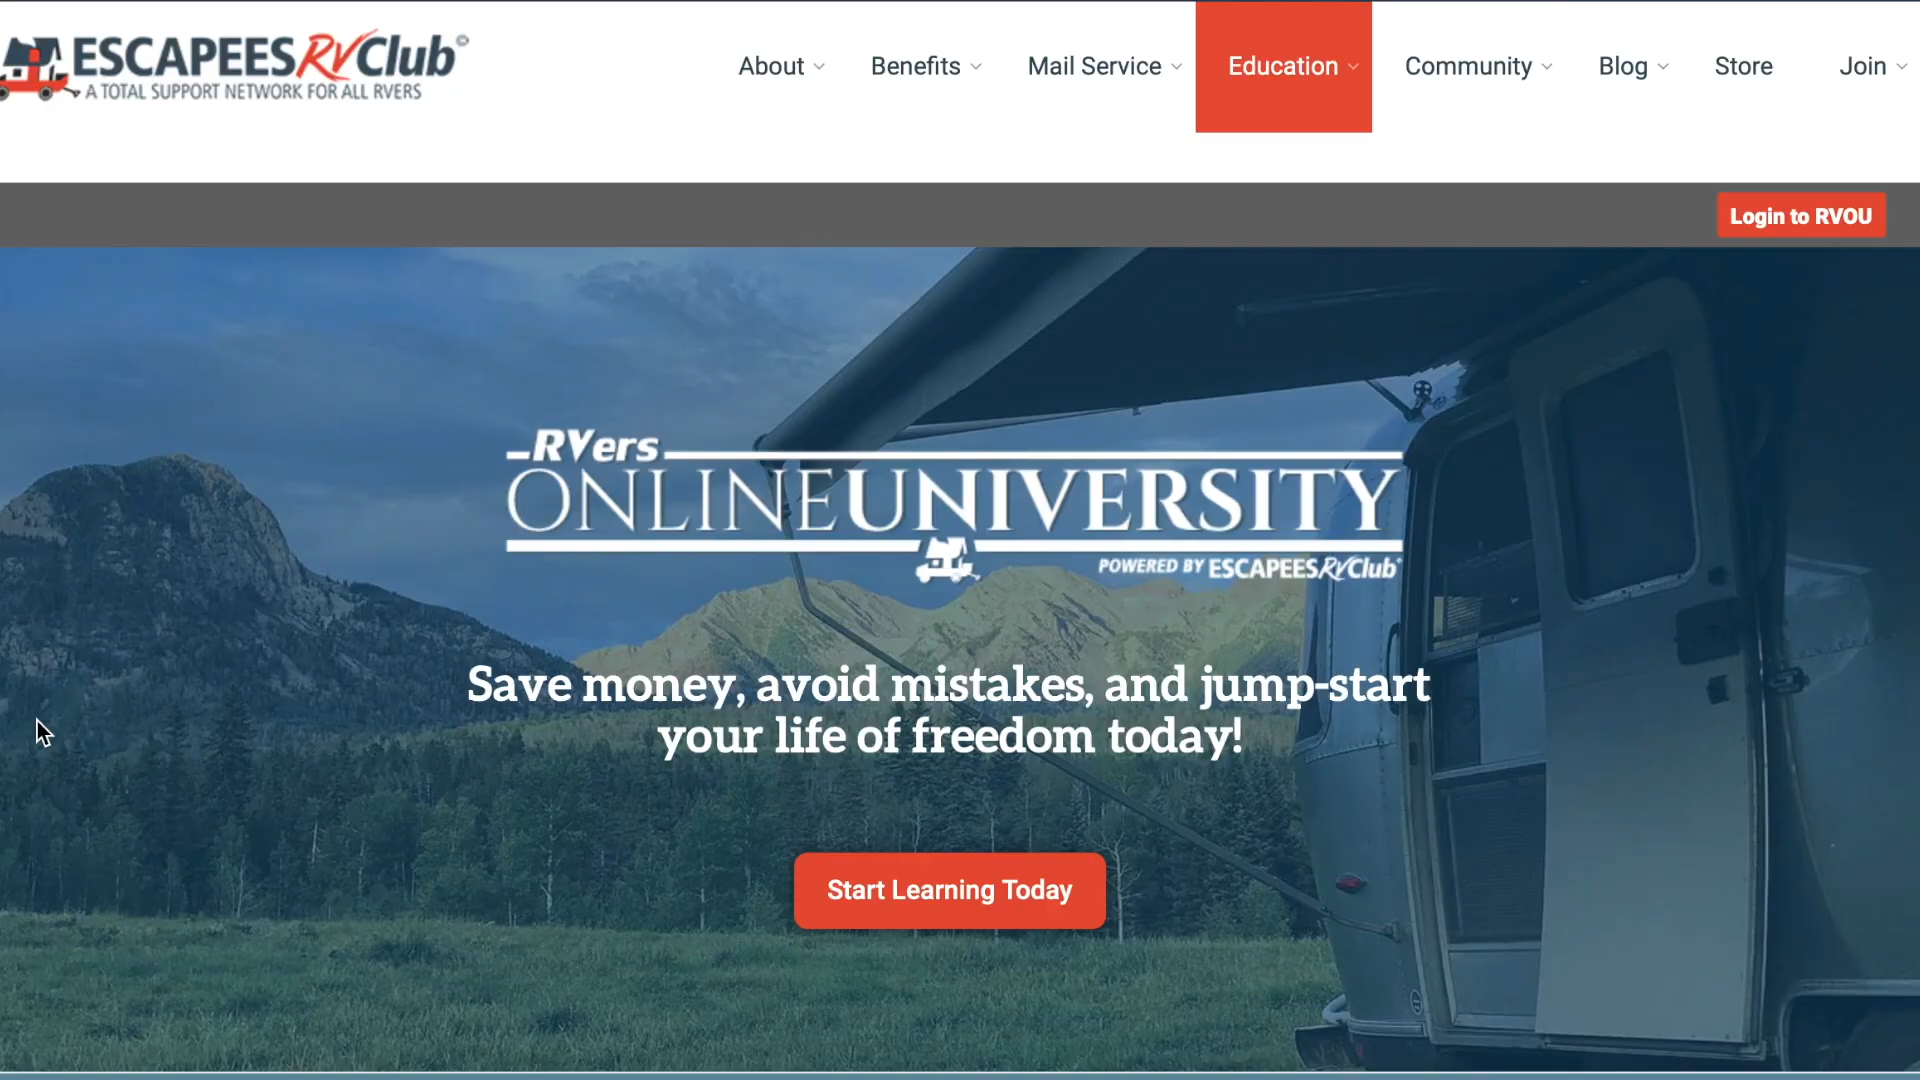 ESCAPEES RV Club
A TOTAL SUPPORT NETWORK FOR ALL RVERS
About
Benefits
Mail Service
Education
Community
Blog
Store
Join
Login to RVOU
RVers
ONLINEUNIVERSITY
POWERED BY ESCAPEES RV Club
Save money, avoid mistakes, and jump-start
your life of freedom today!
Start Learning Today